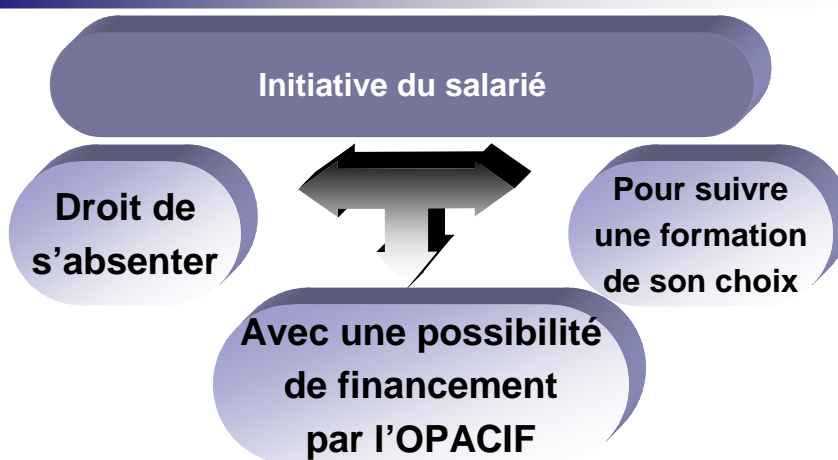 Initiative du salarié
Droit de
s’absenter
Pour suivre
une formation
de son choix
Avec une possibilité
de financement
par l’OPACIF